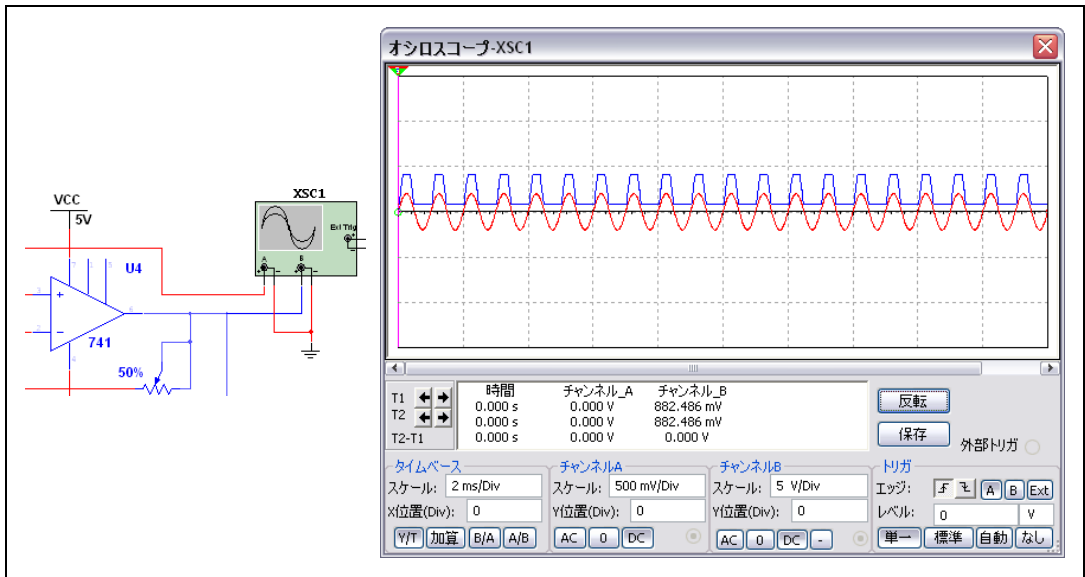 オシロスコープ-XSC1
VCC
5V
XSC1
Ext Trig
A
B
U4
7
1
5
3
2
6
4
741
50%
時間 チャンネル_A チャンネル_B
T1 0.000 s 0.000 V 882.486 mV
T2 0.000 s 0.000 V 882.486 mV
T2-T1 0.000 s 0.000 V 0.000 V
反転
保存
外部トリガ
タイムベース
スケール: 2 ms/Div
X位置(Div): 0
Y/T 加算 B/A A/B
チャンネルA
スケール: 500 mV/Div
Y位置(Div): 0
AC 0 DC
チャンネルB
スケール: 5 V/Div
Y位置(Div): 0
AC 0 DC -
トリガ
エッジ: A B Ext
レベル: 0 V
単一 標準 自動 なし